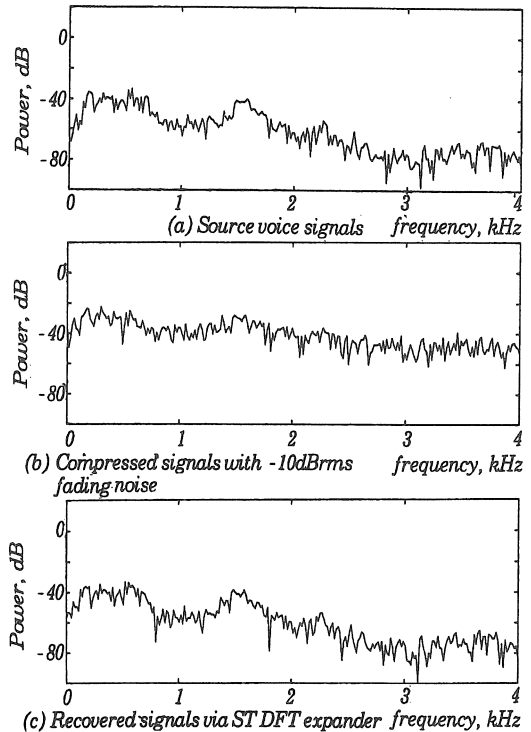 0
-40
-80
Power, dB
0 1 2 3 4
(a) Source voice signals frequency, kHz
0
-40
-80
Power, dB
0 1 2 3 4
(b) Compressed signals with -10dBrms frequency, kHz
fading noise
0
-40
-80
Power, dB
0 1 2 3 4
(c) Recovered signals via ST DFT expander frequency, kHz